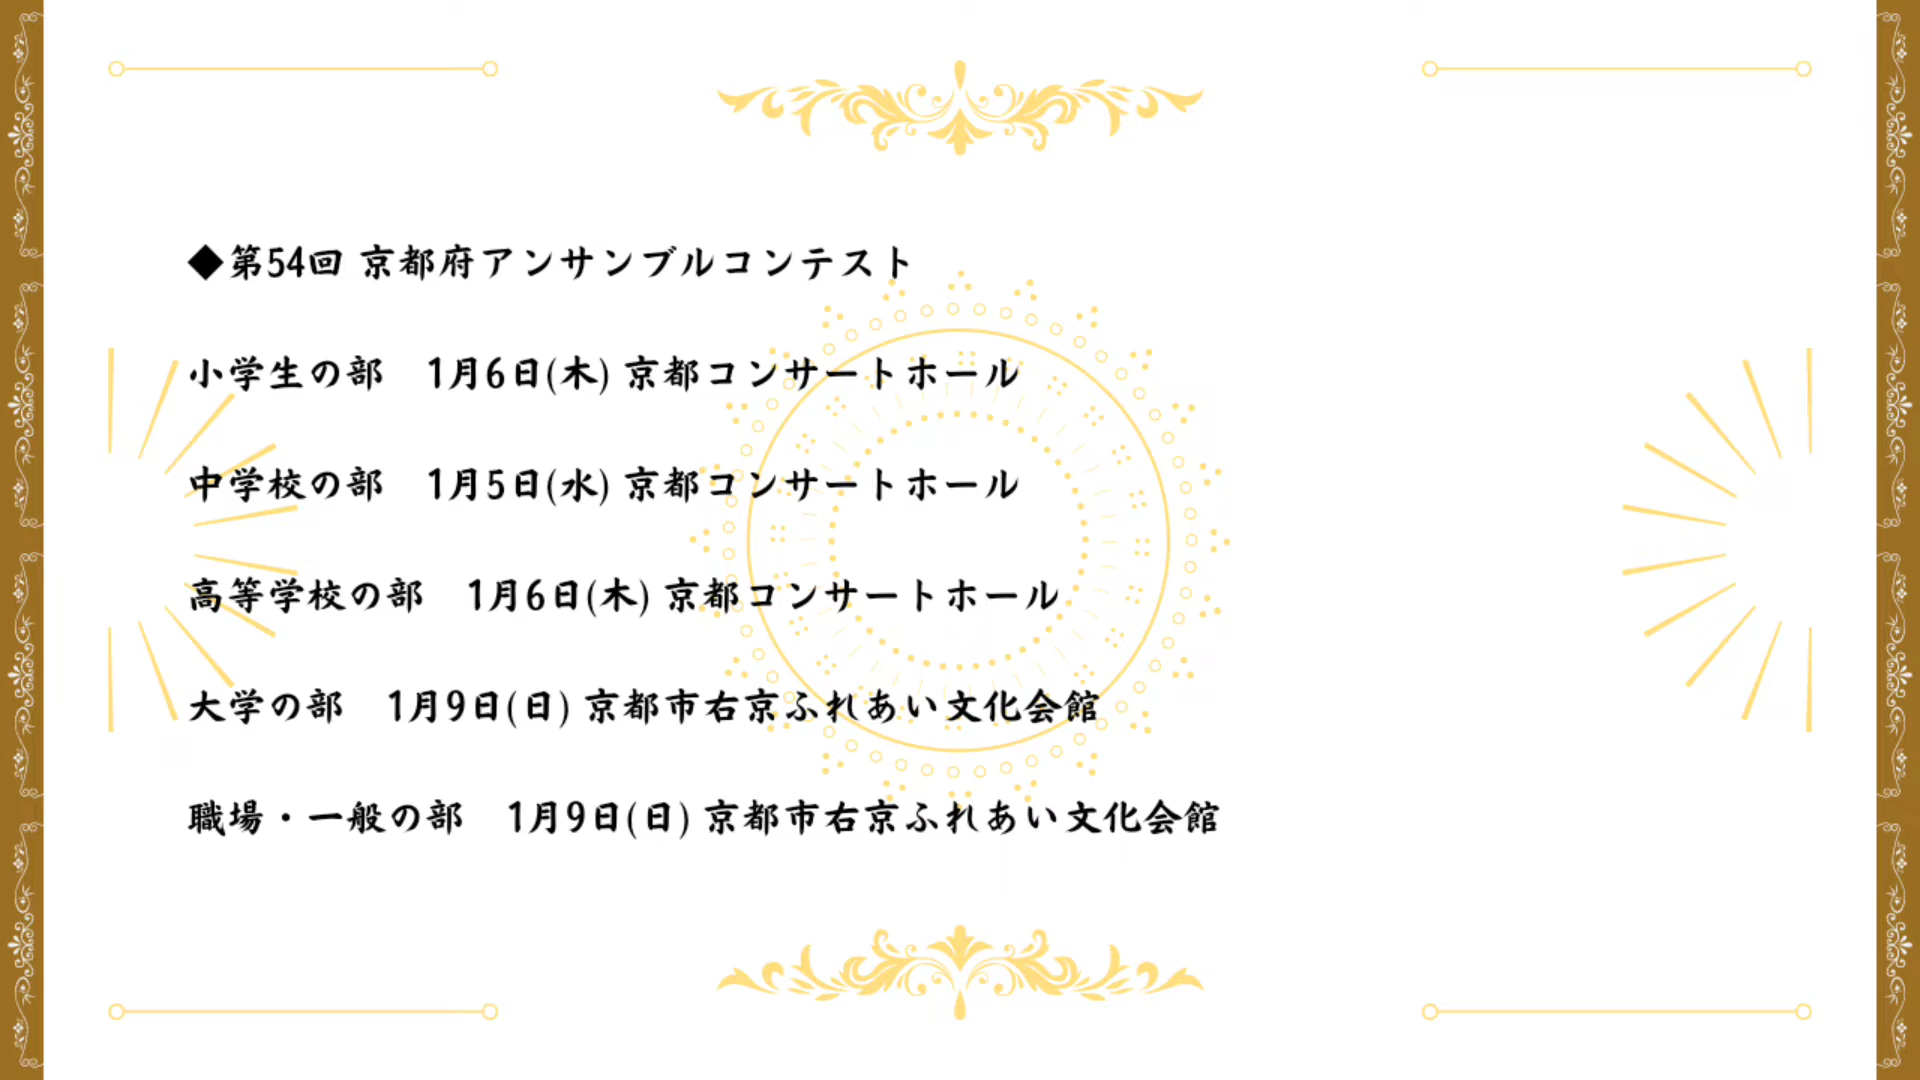 ◆第54回 京都府アンサンブルコンテスト
小学生の部　1月6日(木) 京都コンサートホール
中学校の部　1月5日(水) 京都コンサートホール
高等学校の部　1月6日(木) 京都コンサートホール
大学の部　1月9日(日) 京都市右京ふれあい文化会館
職場・一般の部　1月9日(日) 京都市右京ふれあい文化会館